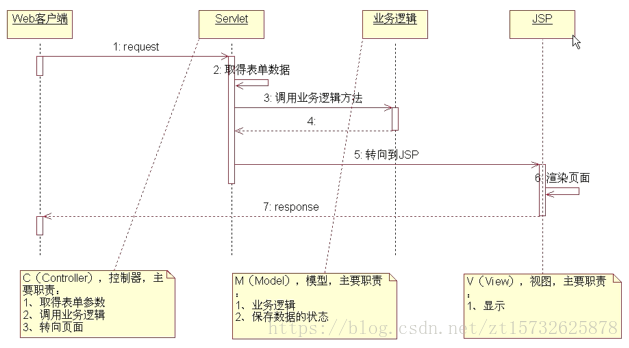 Web客户端
Servlet
业务逻辑
JSP
1: request
2: 取得表单数据
3: 调用业务逻辑方法
4:
5: 转向到JSP
6: 渲染页面
7: response
C（Controller），控制器，主
要职责：
1、取得表单参数
2、调用业务逻辑
3、转向页面
M（Model），模型，主要职责
：
1、业务逻辑
2、保存数据的状态
V（View），视图，主要职责
：
1、显示
https://blog.csdn.net/zt15732625878